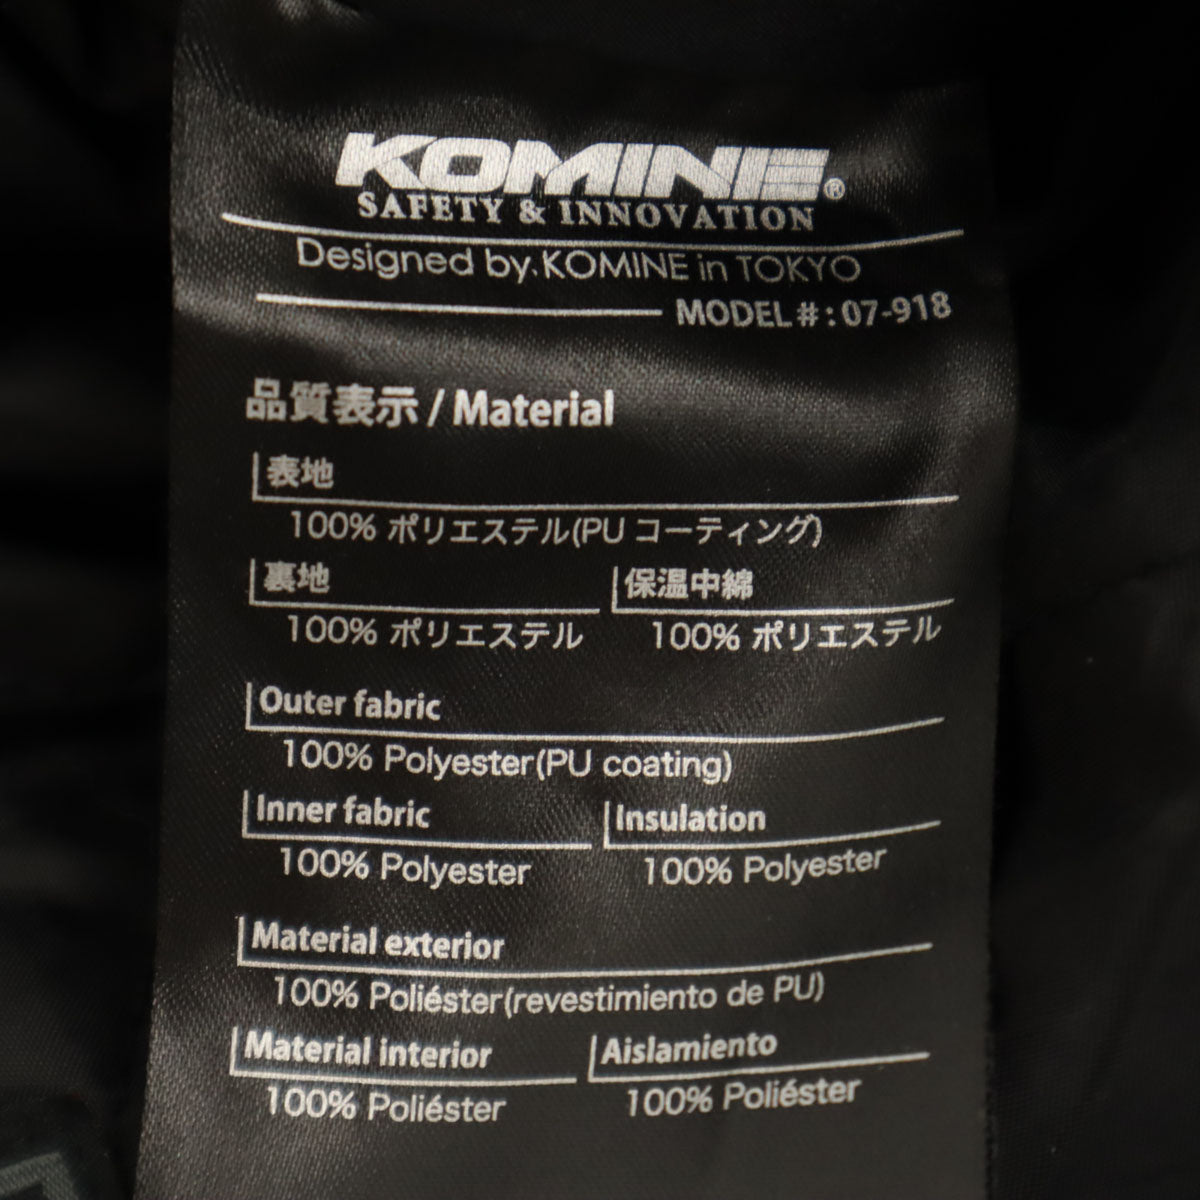 KOMINE®
SAFETY & INNOVATION
Designed by.KOMINE in TOKYO
MODEL#:07-918
品質表示/Material
表地
100% ポリエステル(PU コーティング)
裏地 保温中綿
100% ポリエステル 100% ポリエステル
Outer fabric
100% Polyester(PU coating)
Inner fabric Insulation
100% Polyester 100% Polyester
Material exterior
100% Poliéster(revestimiento de PU)
Material interior Aislamiento
100% Poliéster 100% Poliéster